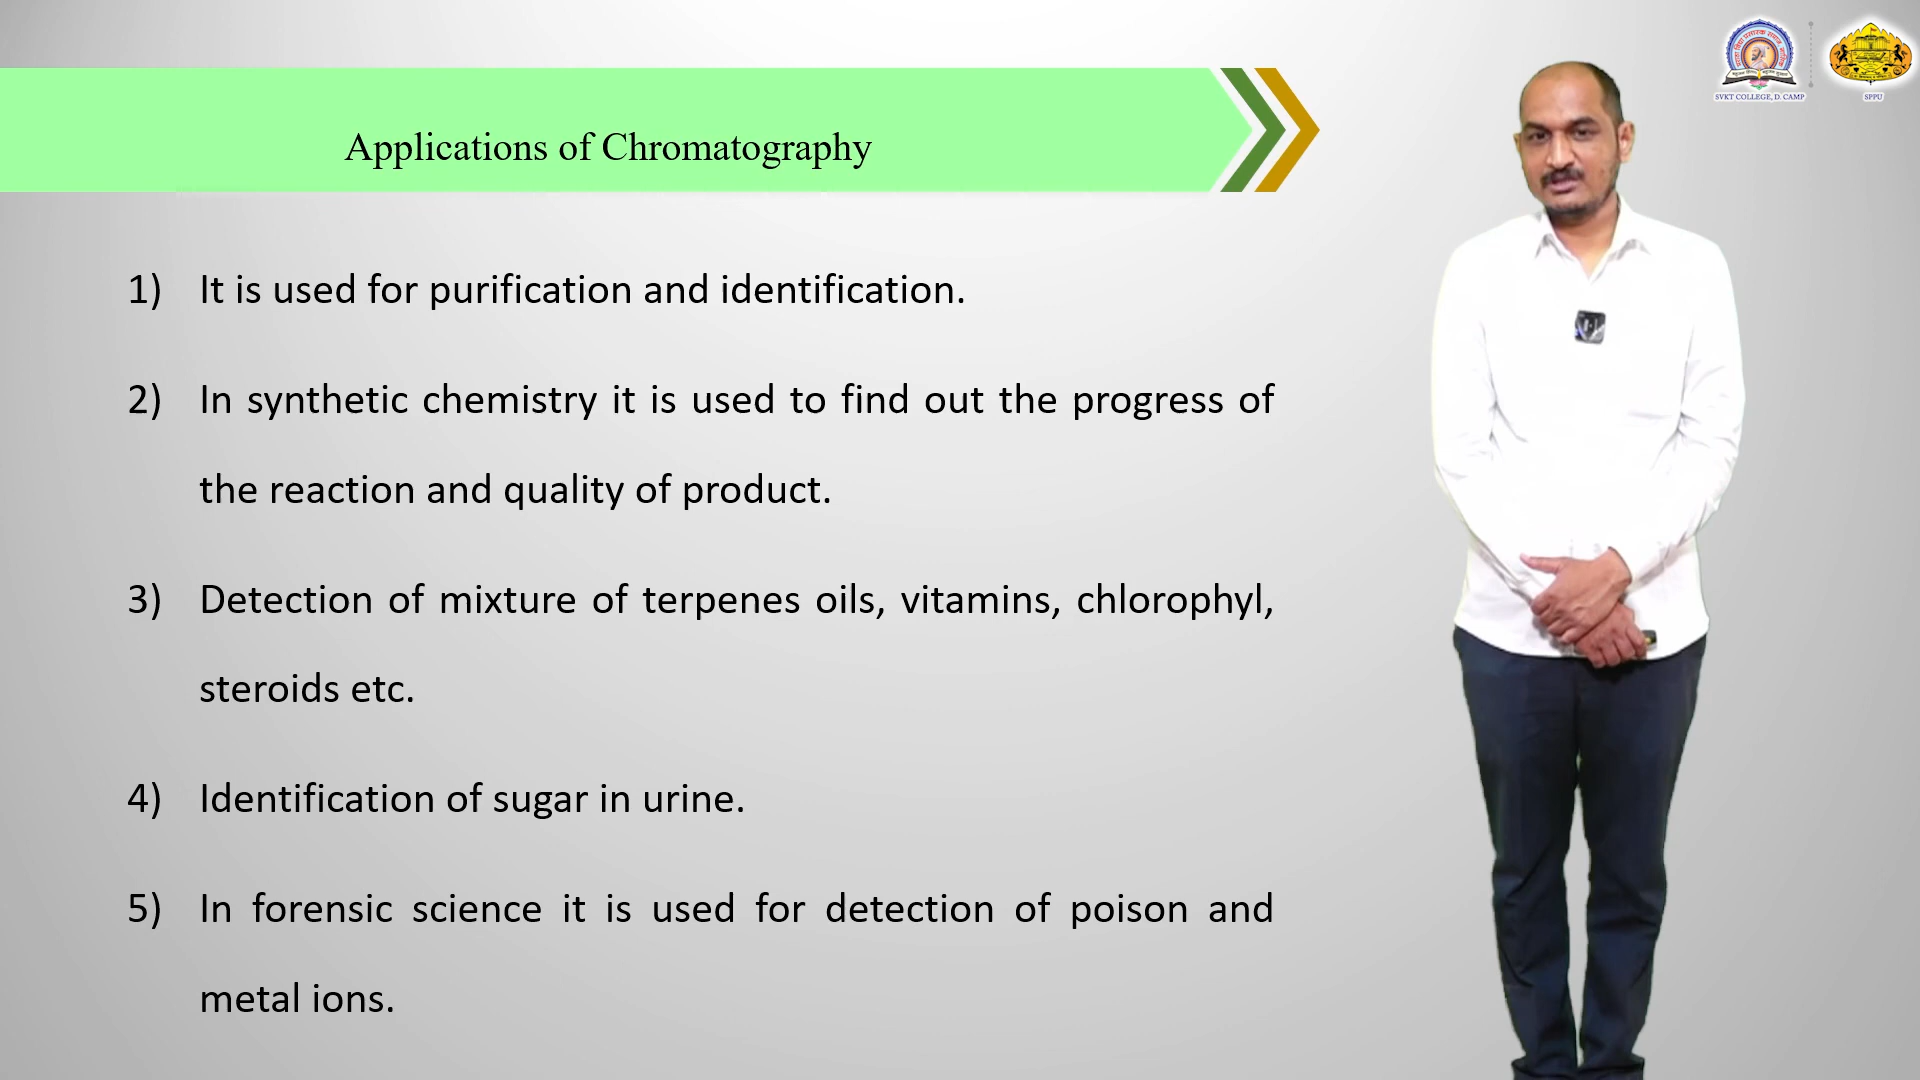 Applications of Chromatography
1) It is used for purification and identification.
2) In synthetic chemistry it is used to find out the progress of
the reaction and quality of product.
3) Detection of mixture of terpenes oils, vitamins, chlorophyl,
steroids etc.
4) Identification of sugar in urine.
5) In forensic science it is used for detection of poison and
metal ions.
SVKT COLLEGE, D. CAMP
SPPU